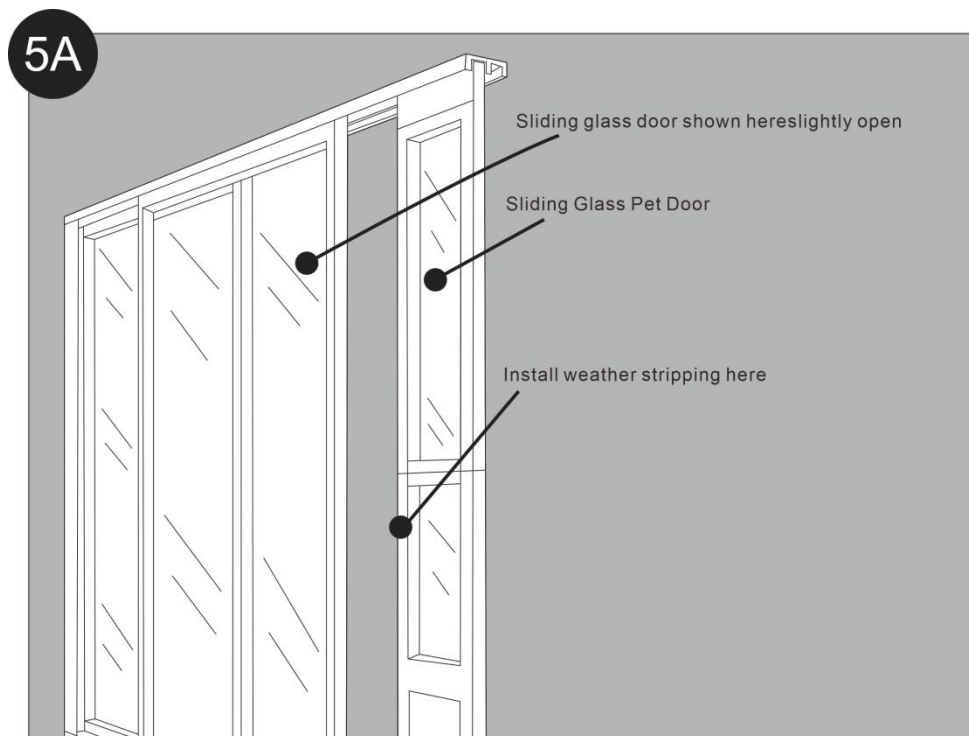 5A
Sliding glass door shown hereslightly open
Sliding Glass Pet Door
Install weather stripping here